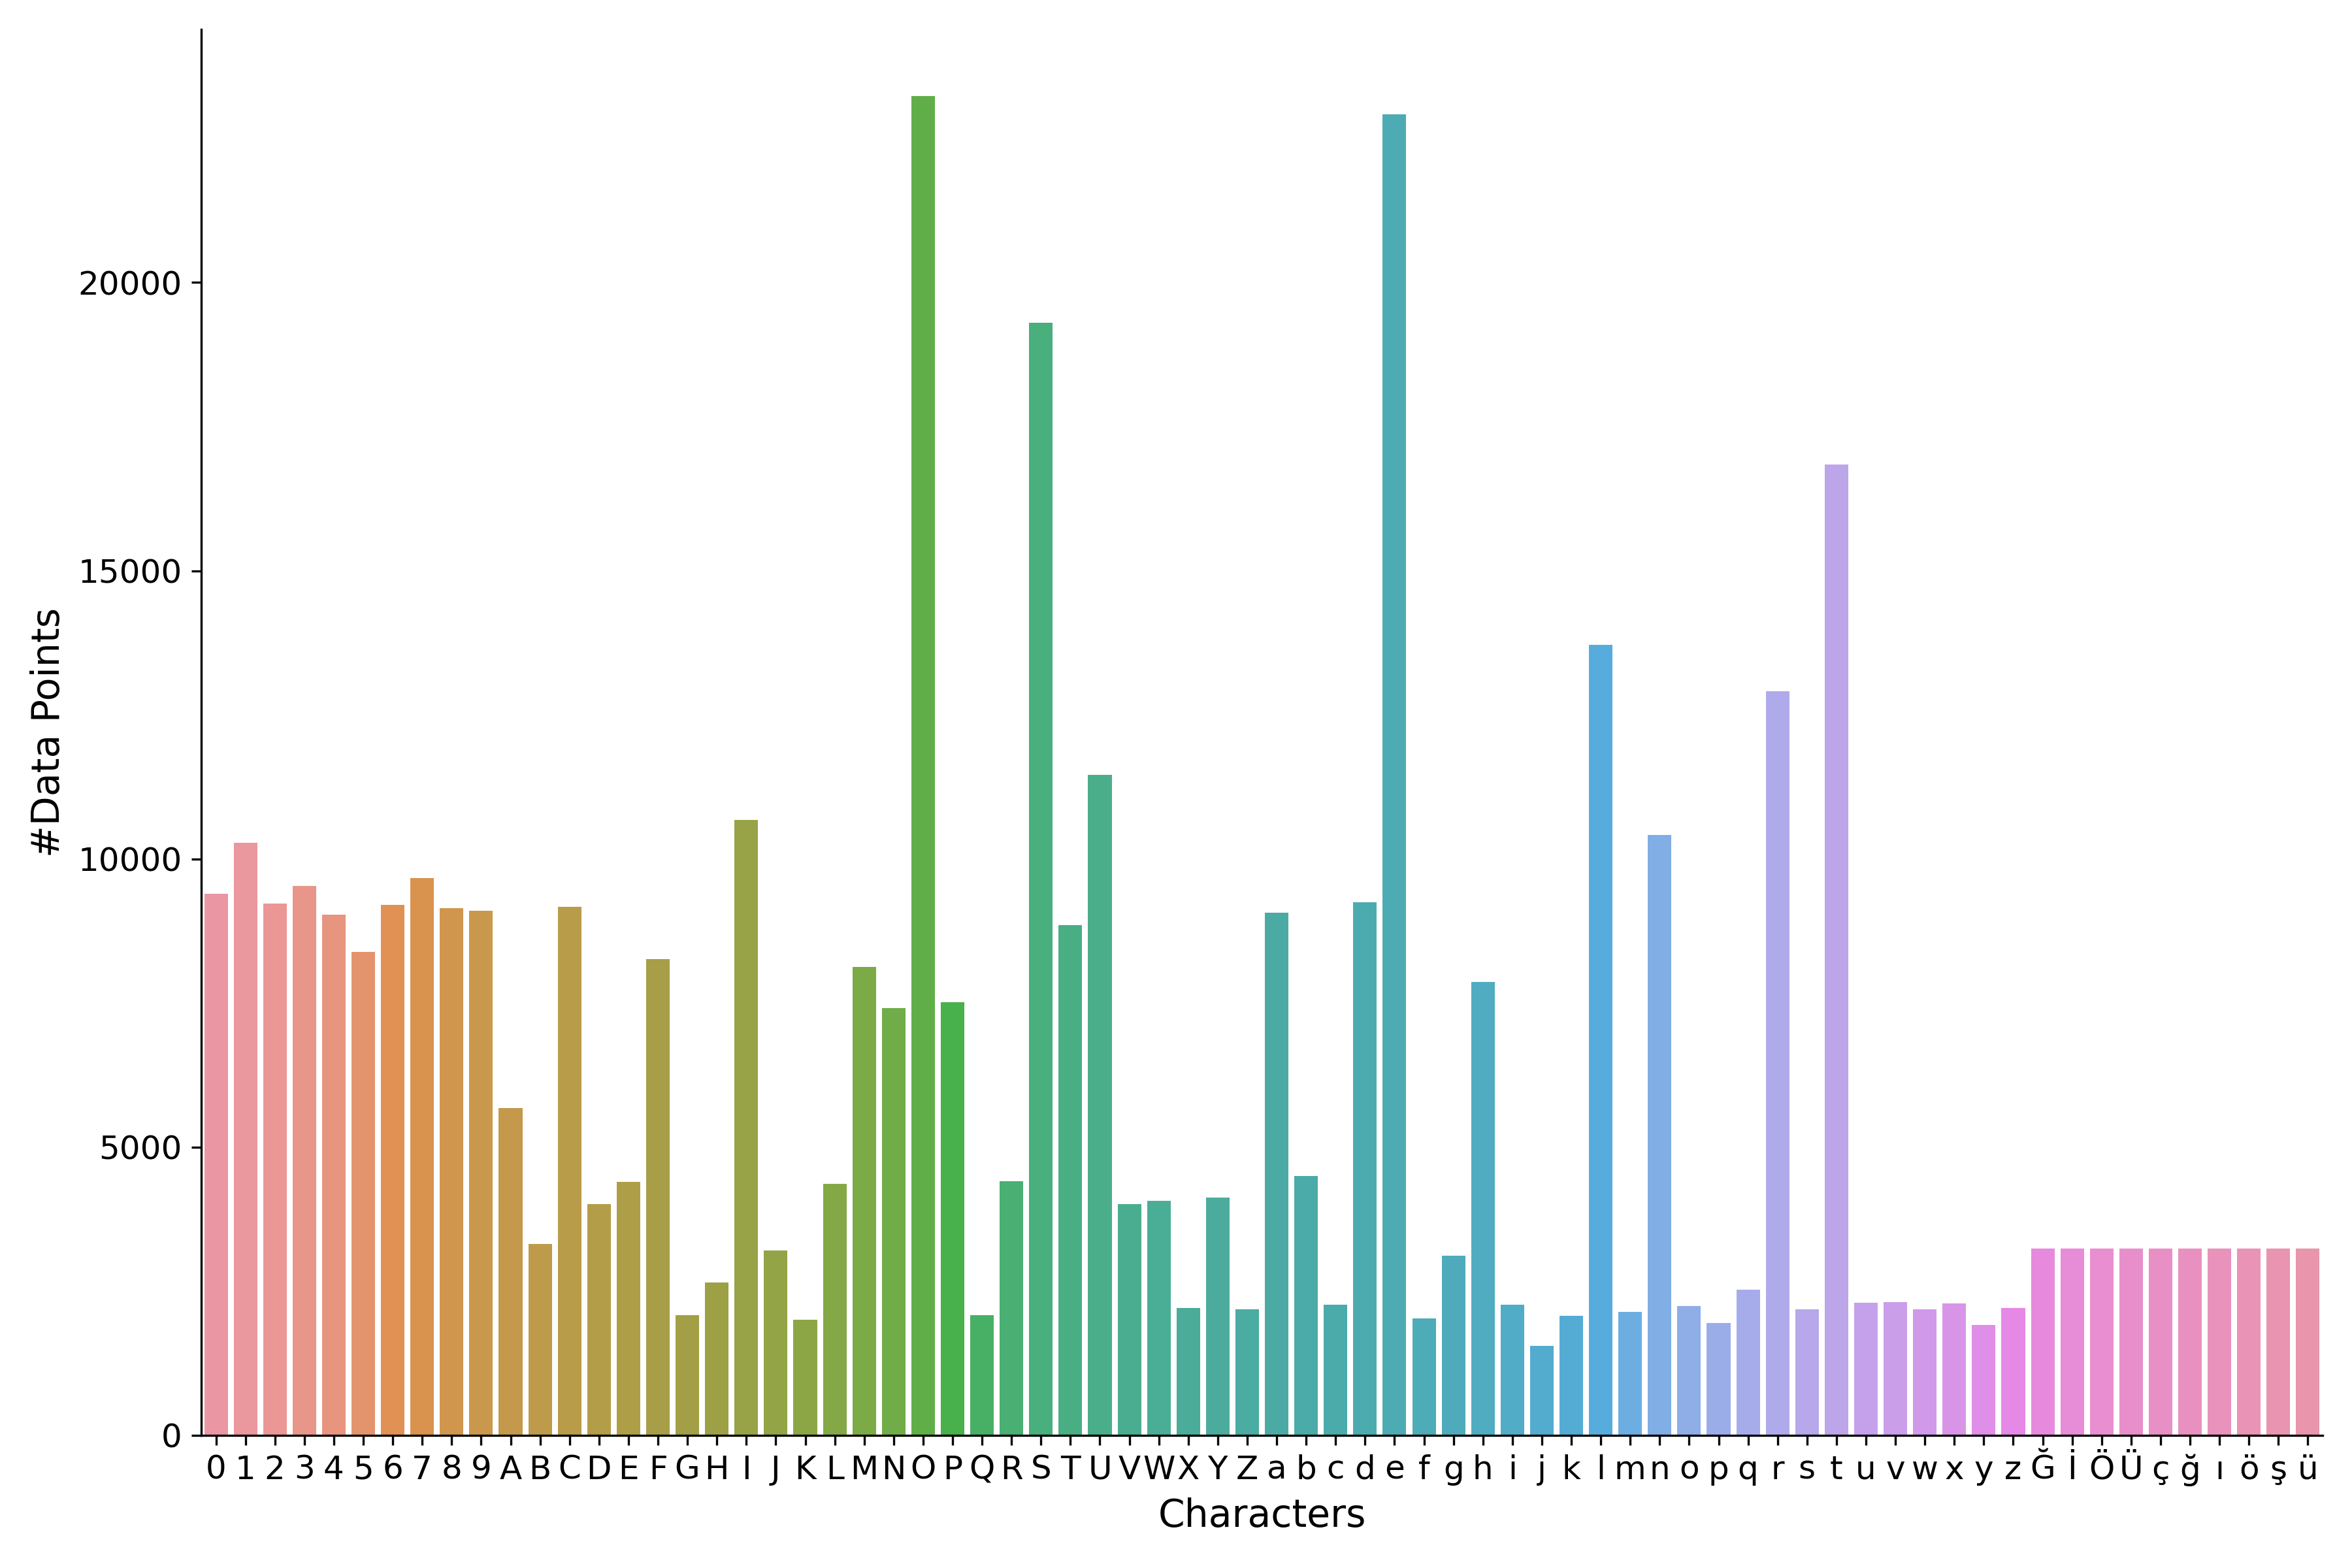 #Data Points
20000
15000
10000
5000
0
0 1 2 3 4 5 6 7 8 9 A B C D E F G H I J K L M N O P Q R S T U V W X Y Z a b c d e f g h i j k l m n o p q r s t u v w x y z Ğ İ Ö Ü ç ğ ı ö ş ü
Characters